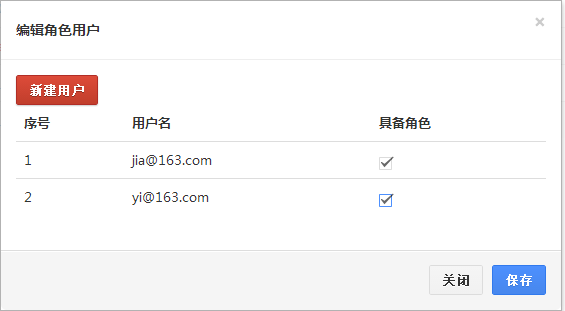 编辑角色用户
×
新建用户
序号 用户名 具备角色
1 jia@163.com
2 yi@163.com
关闭 保存